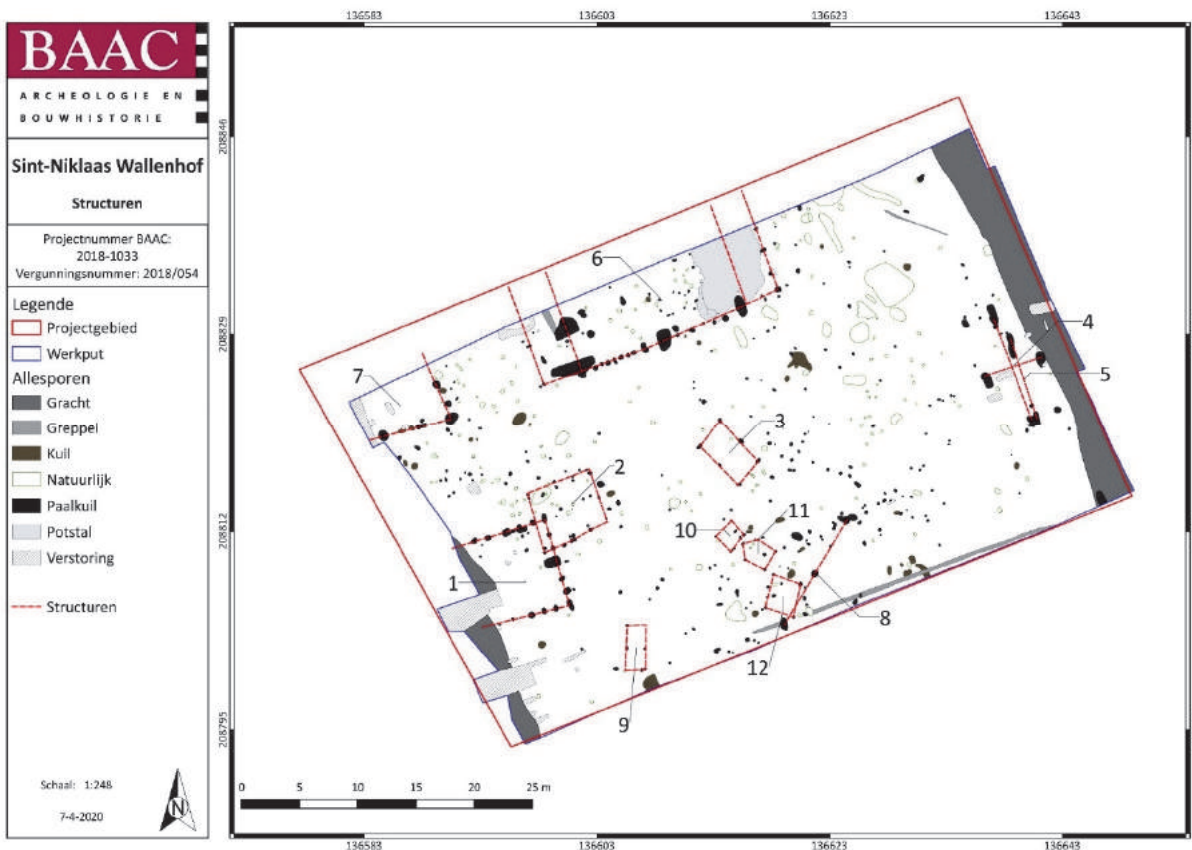 BAAC
ARCHEOLOGIE EN
BOUWHISTORIE
Sint-Niklaas Wallenhof
Structuren
Projectnummer BAAC:
2018-1033
Vergunningsnummer: 2018/054
Legende
Projectgebied
Werkput
Allesporen
Gracht
Greppel
Kuil
Natuurlijk
Paalkuil
Potstal
Verstoring
Structuren
Schaal: 1:248
7-4-2020
N
136583 136603 136623 136643
208846
20829
208812
208795
6
7
4
5
3
2
11
10
1
8
12
9
0 5 10 15 20 25 m
136583 136603 136623 136643